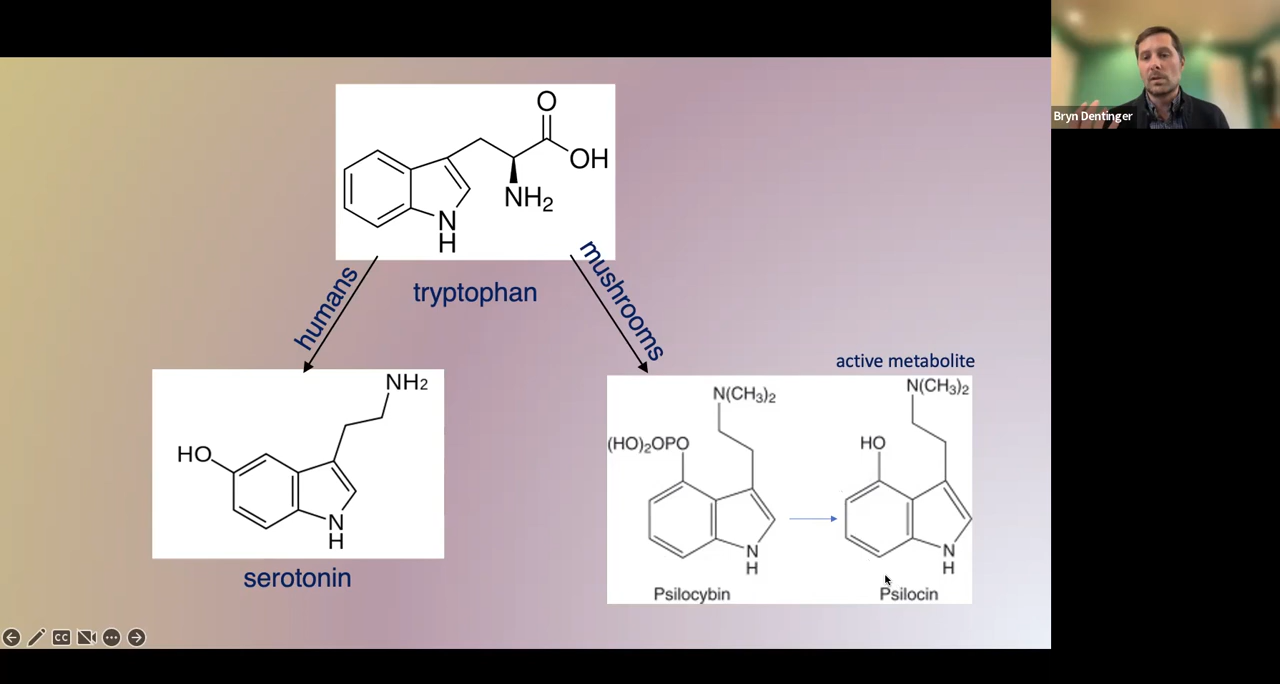 Bryn Dentinger
O
OH
NH2
N
H
tryptophan
humans
mushrooms
NH2
HO
N
H
serotonin
active metabolite
N(CH3)2
(HO)2OPO
N
H
Psilocybin
N(CH3)2
HO
N
H
Psilocin
CC